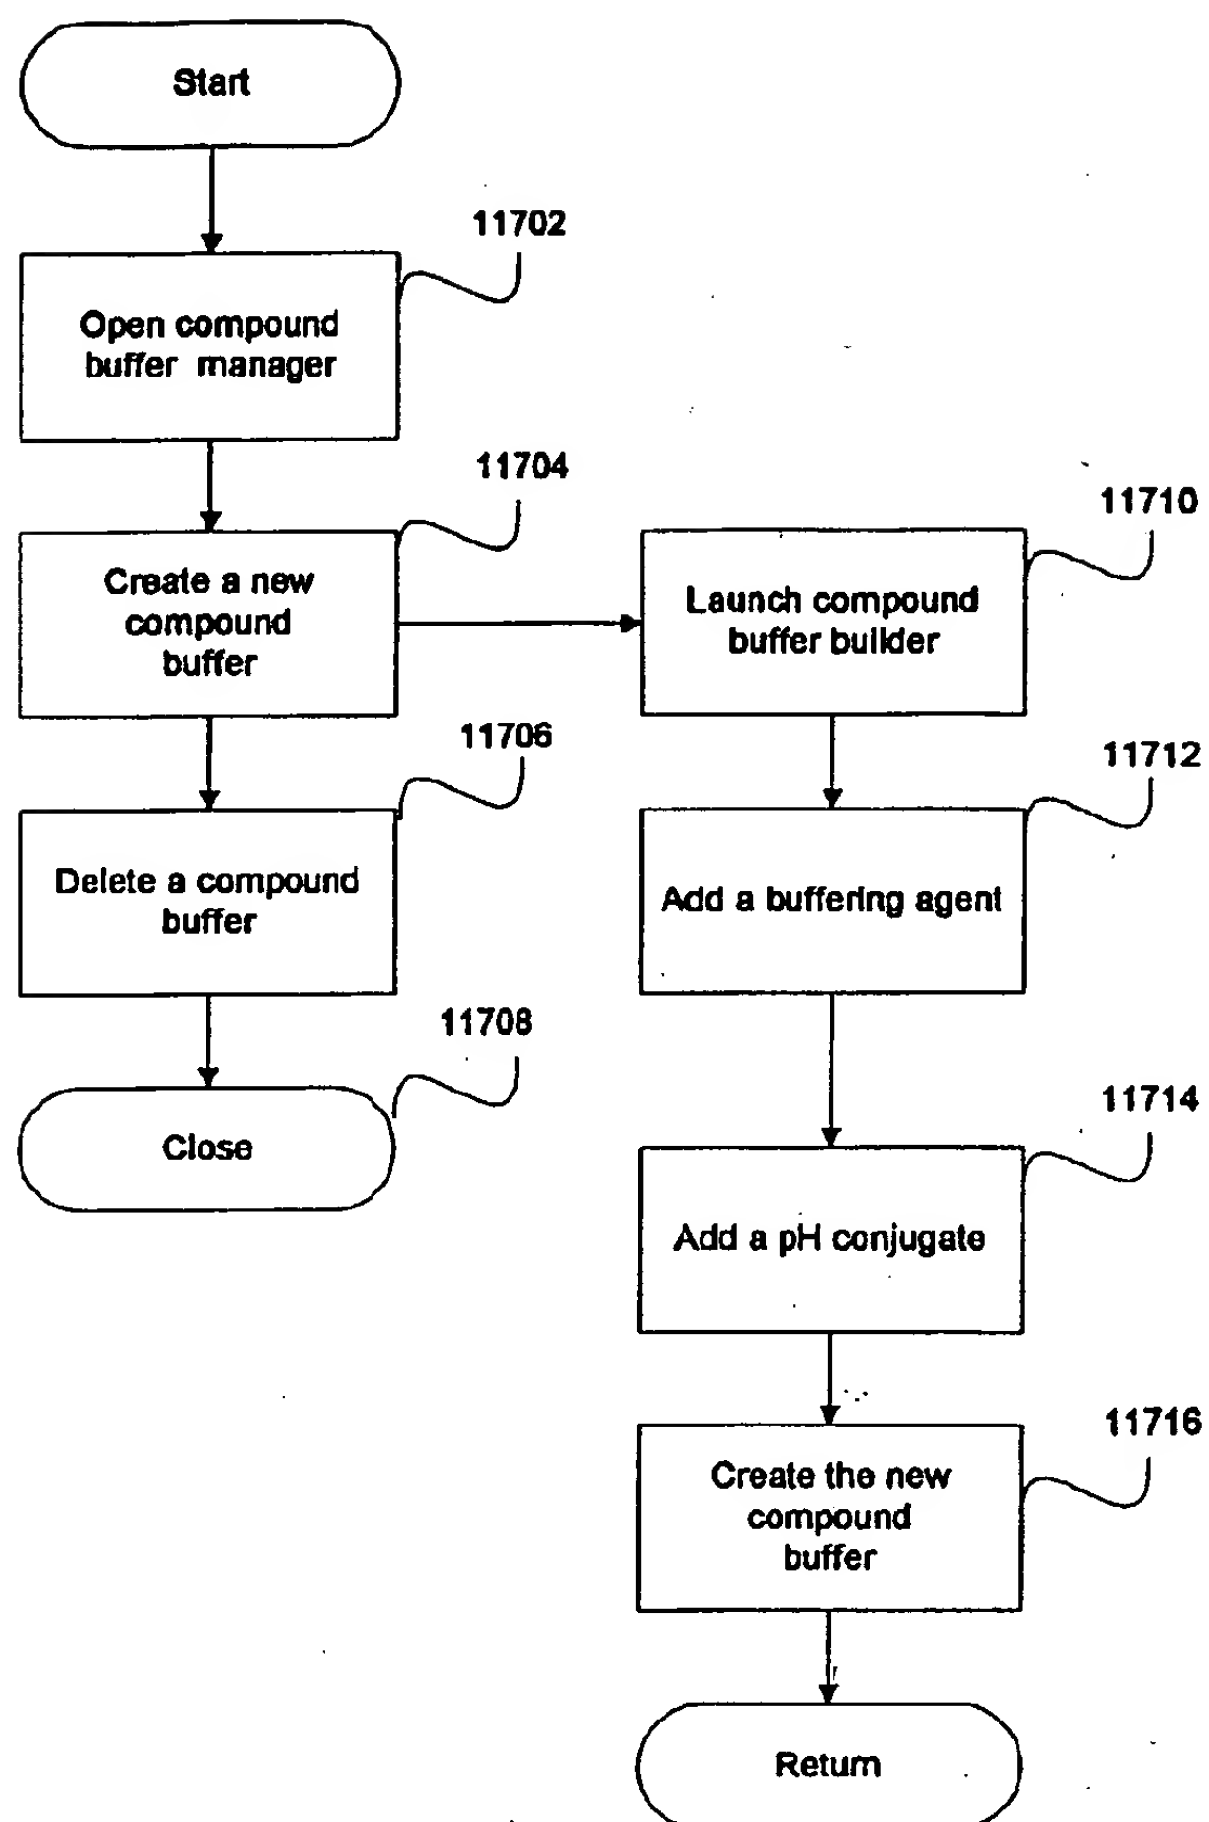 Start
11702
Open compound
buffer manager
11704
Create a new
compound
buffer
11706
Delete a compound
buffer
11708
Close
11710
Launch compound
buffer builder
11712
Add a buffering agent
11714
Add a pH conjugate
11716
Create the new
compound
buffer
Return